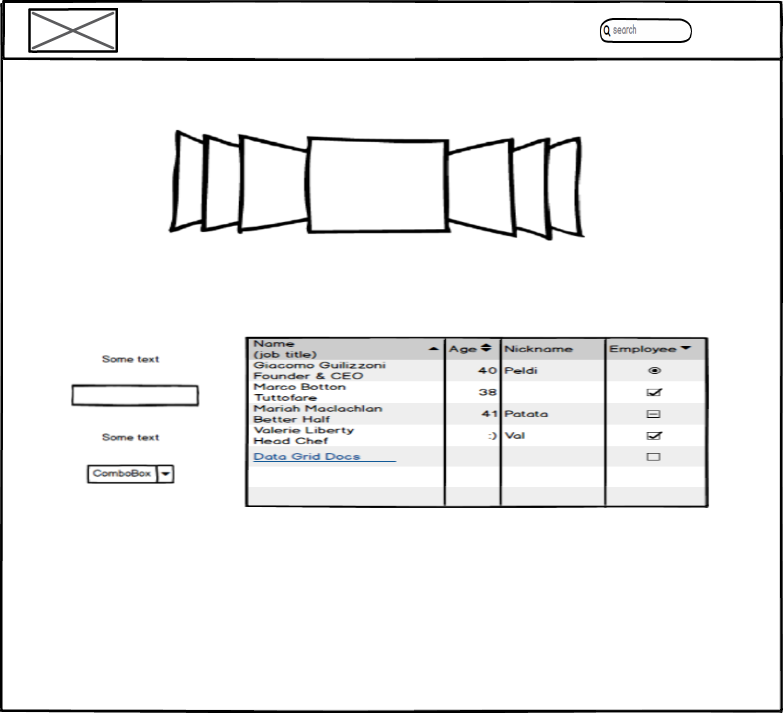 search
Some text
Some text
ComboBox
Name
(job title)
Age
Nickname
Employee
Giacomo Guilizzoni
Founder & CEO
40
Peldi
Marco Botton
Tuttofare
38
Mariah Maclachlan
Better Half
41
Patata
Valerie Liberty
Head Chef
:)
Val
Data Grid Docs